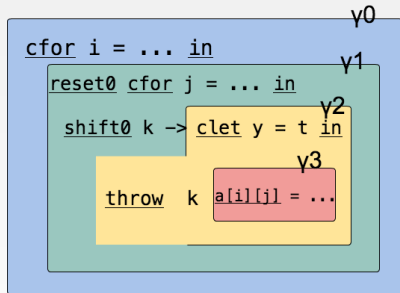 γ0
cfor i = ... in
γ1
reset0 cfor j = ... in
γ2
shift0 k -> clet y = t in
γ3
throw k a[i][j] = ...